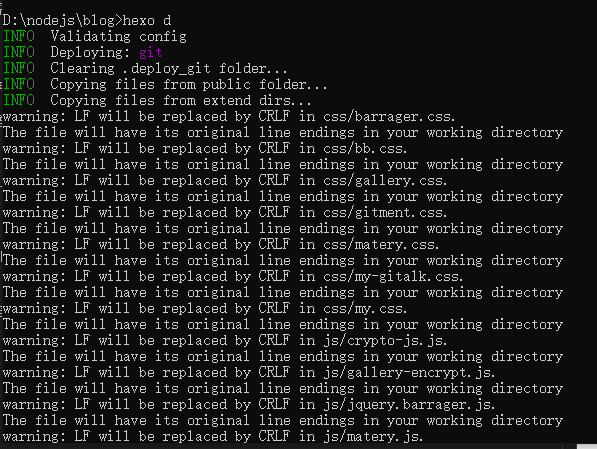 D:\nodejs\blog>hexo d
INFO  Validating config
INFO  Deploying: git
INFO  Clearing .deploy_git folder...
INFO  Copying files from public folder...
INFO  Copying files from extend dirs...
warning: LF will be replaced by CRLF in css/barrager.css.
The file will have its original line endings in your working directory
warning: LF will be replaced by CRLF in css/bb.css.
The file will have its original line endings in your working directory
warning: LF will be replaced by CRLF in css/gallery.css.
The file will have its original line endings in your working directory
warning: LF will be replaced by CRLF in css/gitment.css.
The file will have its original line endings in your working directory
warning: LF will be replaced by CRLF in css/matery.css.
The file will have its original line endings in your working directory
warning: LF will be replaced by CRLF in css/my-gitalk.css.
The file will have its original line endings in your working directory
warning: LF will be replaced by CRLF in css/my.css.
The file will have its original line endings in your working directory
warning: LF will be replaced by CRLF in js/crypto-js.js.
The file will have its original line endings in your working directory
warning: LF will be replaced by CRLF in js/gallery-encrypt.js.
The file will have its original line endings in your working directory
warning: LF will be replaced by CRLF in js/jquery.barrager.js.
The file will have its original line endings in your working directory
warning: LF will be replaced by CRLF in js/matery.js.